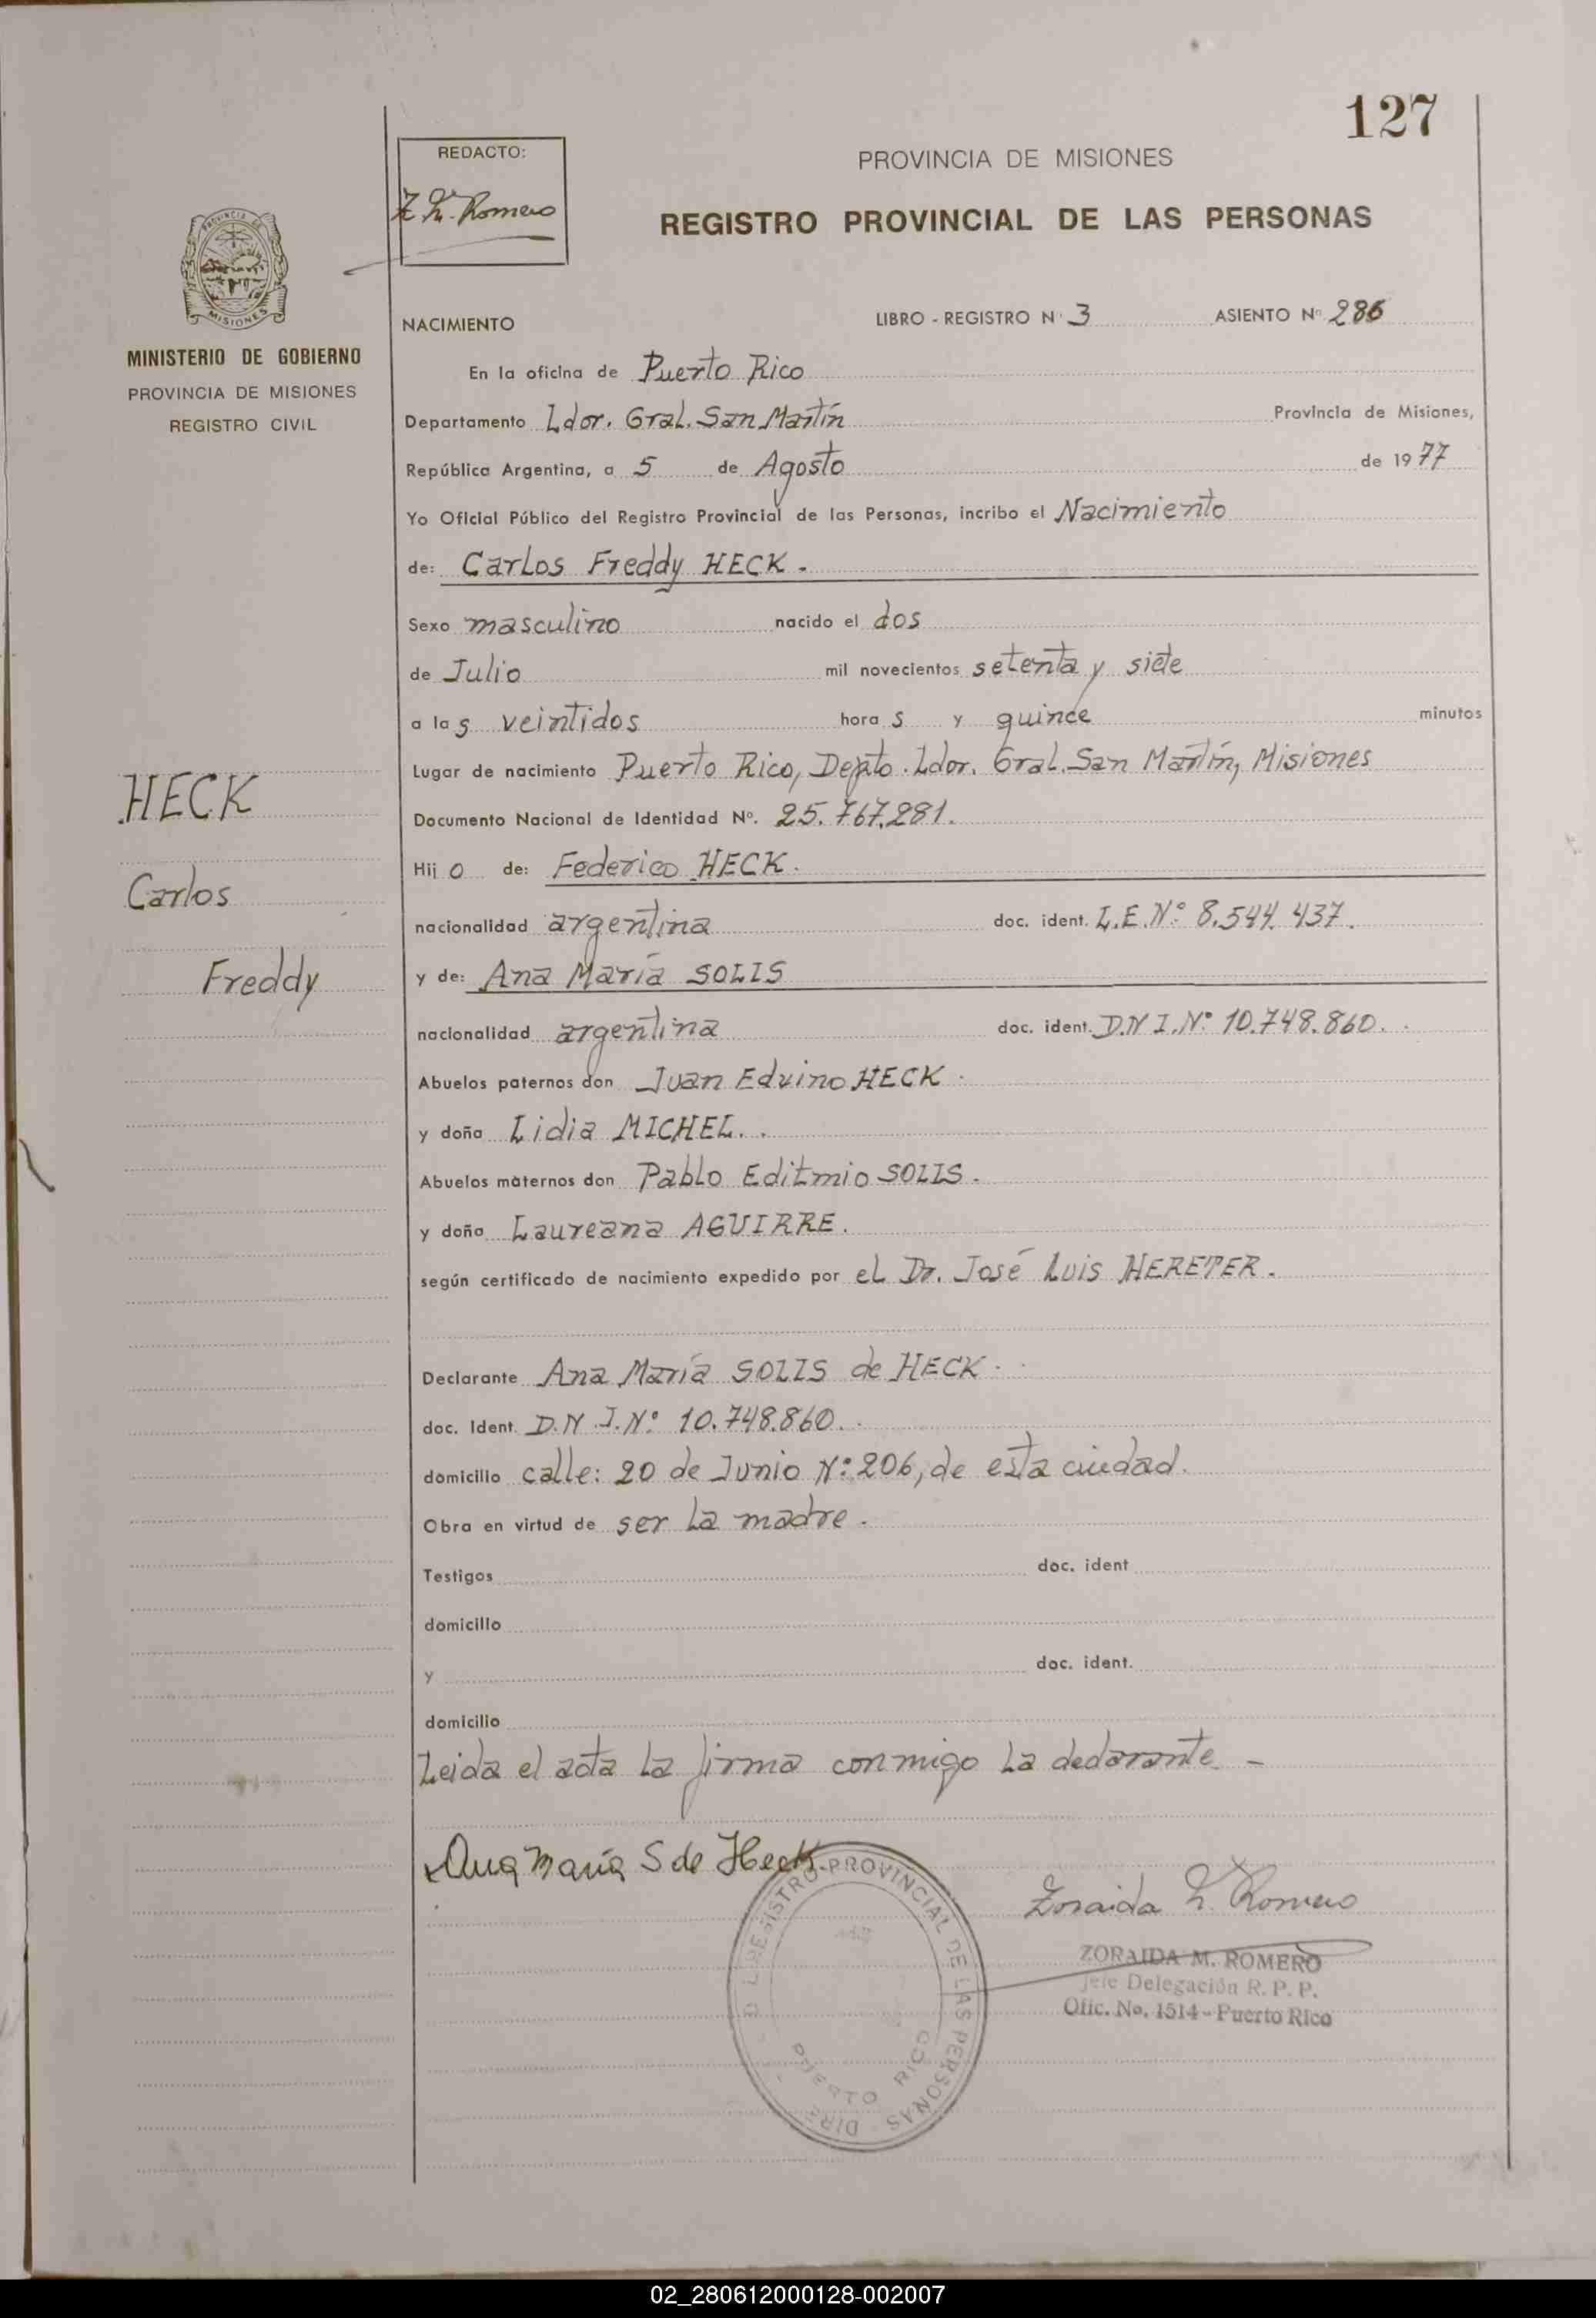 127
REDACTO:
Z. M. Romero
PROVINCIA DE MISIONES
REGISTRO PROVINCIAL DE LAS PERSONAS
PROVINCIA DE
MISIONES
MINISTERIO DE GOBIERNO
PROVINCIA DE MISIONES
REGISTRO CIVIL
NACIMIENTO LIBRO - REGISTRO N° 3 ASIENTO N° 286
En la oficina de Puerto Rico
Departamento Ldor. Gral. San Martín Provincia de Misiones,
República Argentina, a 5 de Agosto de 1977
Yo Oficial Público del Registro Provincial de las Personas, incribo el Nacimiento
de: Carlos Freddy HECK.
Sexo masculino nacido el dos
de Julio mil novecientos setenta y siete
a las veintidos horas y quince minutos
Lugar de nacimiento Puerto Rico, Depto. Ldor. Gral. San Martín, Misiones
HECK
Carlos
Freddy
Documento Nacional de Identidad N°. 25.767.281.
Hijo de: Federico HECK.
nacionalidad argentina doc. ident. L.E.N° 8.544.437.
y de: Ana María SOLIS
nacionalidad argentina doc. ident. D.N.I.N° 10.748.860.
Abuelos paternos don Juan Edvino HECK
y doña Lidia MICHEL.
Abuelos maternos don Pablo Editmio SOLIS.
y doña Laureana AGUIRRE.
según certificado de nacimiento expedido por el Dr. José Luis HERETER.
Declarante Ana María SOLIS de HECK.
doc. Ident. D.N.I.N° 10.748.860.
domicilio calle: 20 de Junio N° 206, de esta ciudad.
Obra en virtud de ser la madre.
Testigos doc. ident
domicilio
y doc. ident.
domicilio
Leida el acta la firma conmigo la declarante -
Ana María S de Heck
REGISTRO PROVINCIAL DE LAS PERSONAS
PUERTO RICO
Zoraida M. Romero
ZORAIDA M. ROMERO
Jefe Delegación R. P. P.
Ofic. No. 1514 - Puerto Rico
02_280612000128-002007